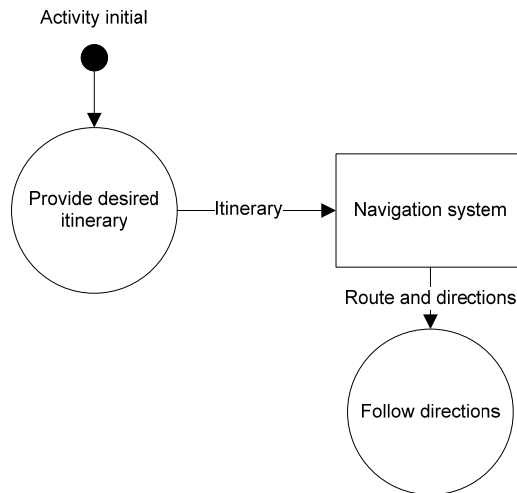 Activity initial
Provide desired
itinerary
Itinerary
Navigation system
Route and directions
Follow directions